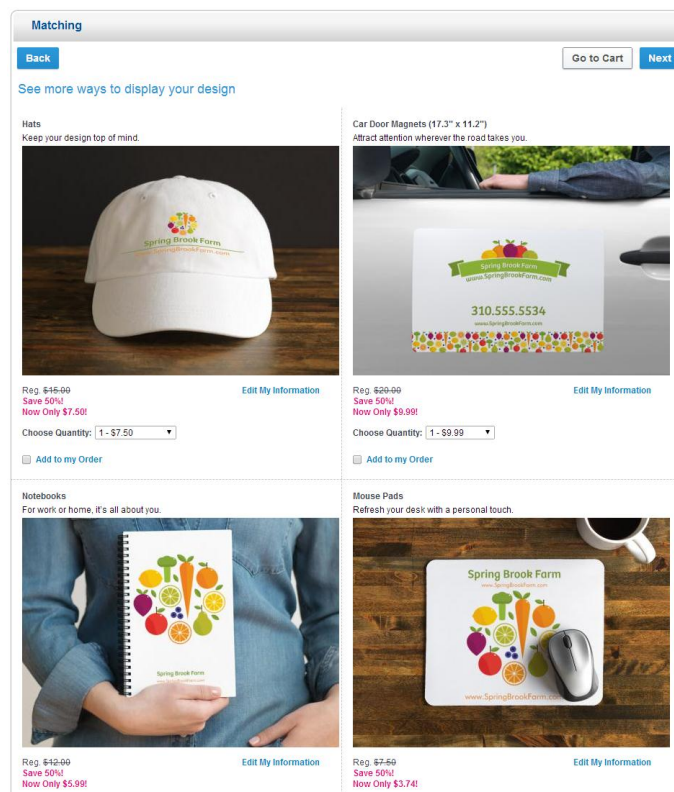 Matching
Back
Go to Cart
Next
See more ways to display your design
Hats
Keep your design top of mind.
Spring Brook Farm
www.SpringBrookFarm.com
Reg. $15.00
Edit My Information
Save 50%!
Now Only $7.50!
Choose Quantity: 1 - $7.50
Add to my Order
Car Door Magnets (17.3" x 11.2")
Attract attention wherever the road takes you.
Spring Brook Farm
www.SpringBrookFarm.com
310.555.5534
www.SpringBrookFarm.com
Reg. $20.00
Edit My Information
Save 50%!
Now Only $9.99!
Choose Quantity: 1 - $9.99
Add to my Order
Notebooks
For work or home, it's all about you.
Spring Brook Farm
www.SpringBrookFarm.com
Reg. $12.00
Edit My Information
Save 50%!
Now Only $5.99!
Mouse Pads
Refresh your desk with a personal touch.
Spring Brook Farm
www.SpringBrookFarm.com
www.SpringBrookFarm.com
Reg. $7.50
Edit My Information
Save 50%!
Now Only $3.74!